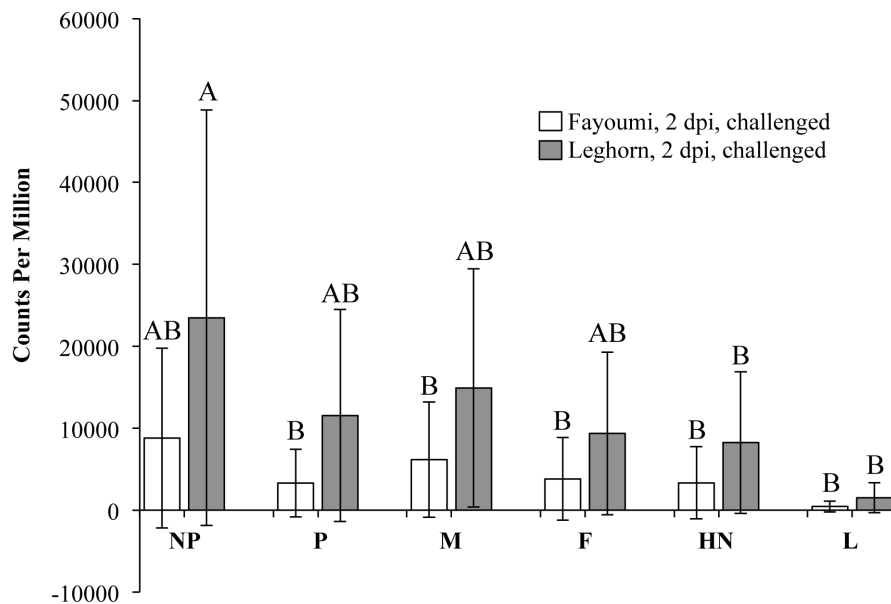 60000
50000
40000
30000
20000
10000
0
-10000
Counts Per Million
Fayoumi, 2 dpi, challenged
Leghorn, 2 dpi, challenged
AB
A
B
AB
B
AB
B
AB
B
B
B
B
NP P M F HN L